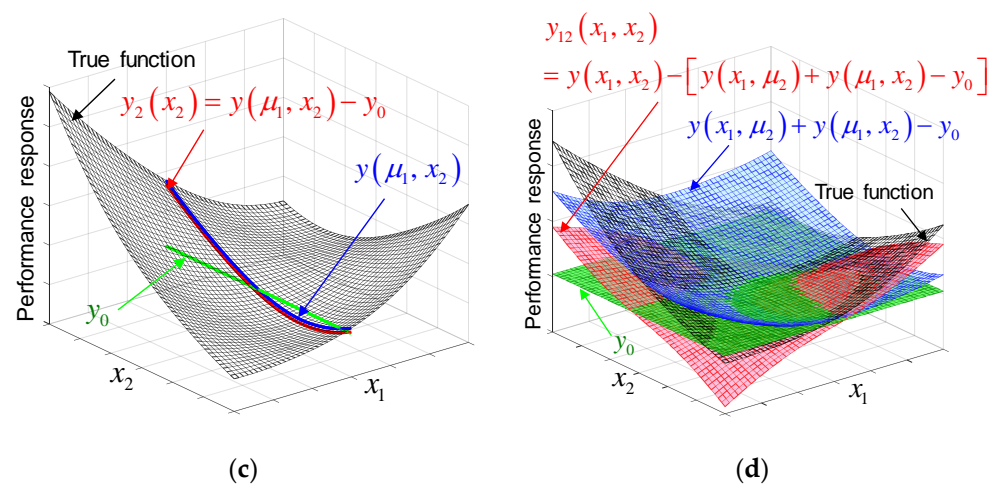 True function
y₂(x₂) = y(μ₁, x₂) − y₀
y(μ₁, x₂)
y₀
Performance response
x₂
x₁
(c)
y₁₂(x₁, x₂)
= y(x₁, x₂) − [y(x₁, μ₂) + y(μ₁, x₂) − y₀]
y(x₁, μ₂) + y(μ₁, x₂) − y₀
True function
y₀
Performance response
x₂
x₁
(d)